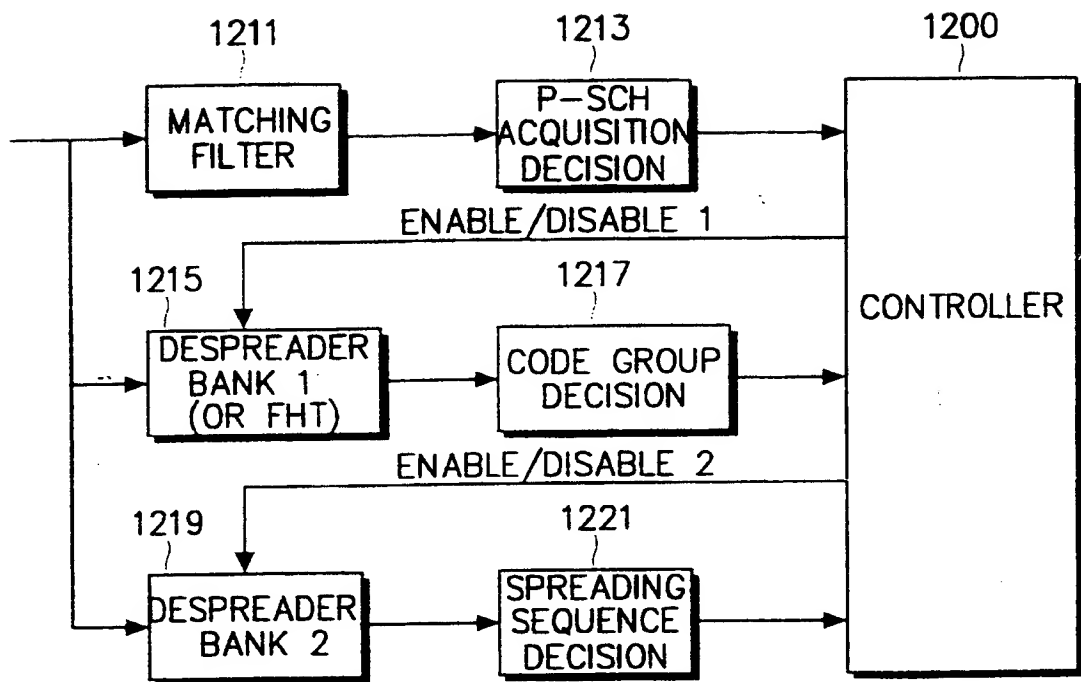 1211
1213
1200
MATCHING
FILTER
P-SCH
ACQUISITION
DECISION
ENABLE/DISABLE 1
1215
1217
CONTROLLER
DESPREADER
BANK 1
(OR FHT)
CODE GROUP
DECISION
ENABLE/DISABLE 2
1219
1221
DESPREADER
BANK 2
SPREADING
SEQUENCE
DECISION